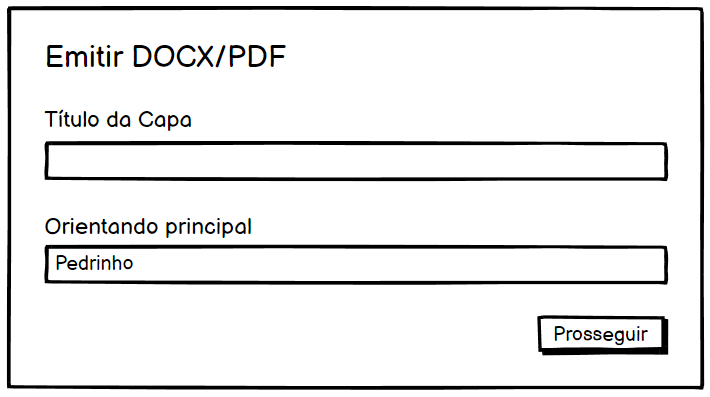 Emitir DOCX/PDF
Título da Capa
Orientando principal
Pedrinho
Prosseguir